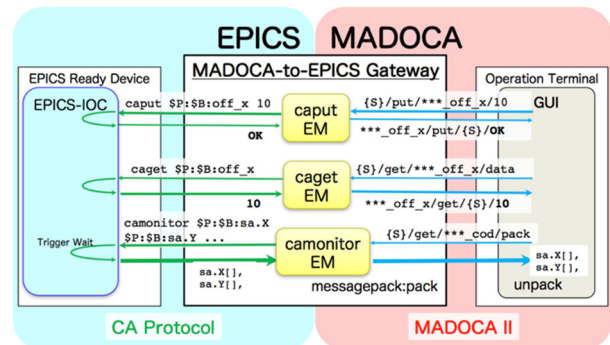 EPICS MADOCA
EPICS Ready Device
MADOCA-to-EPICS Gateway
Operation Terminal
EPICS-IOC
caput $P:$B:off_x 10
OK
caput
EM
{S}/put/***_off_x/10
***_off_x/put/{S}/OK
GUI
caget $P:$B:off_x
10
caget
EM
{S}/get/***_off_x/data
***_off_x/get/{S}/10
camonitor $P:$B:sa.X
$P:$B:sa.Y ...
Trigger Wait
sa.X[],
sa.Y[],
camonitor
EM
{S}/get/***_cod/pack
messagepack:pack
sa.X[],
sa.Y[],
unpack
CA Protocol
MADOCA II